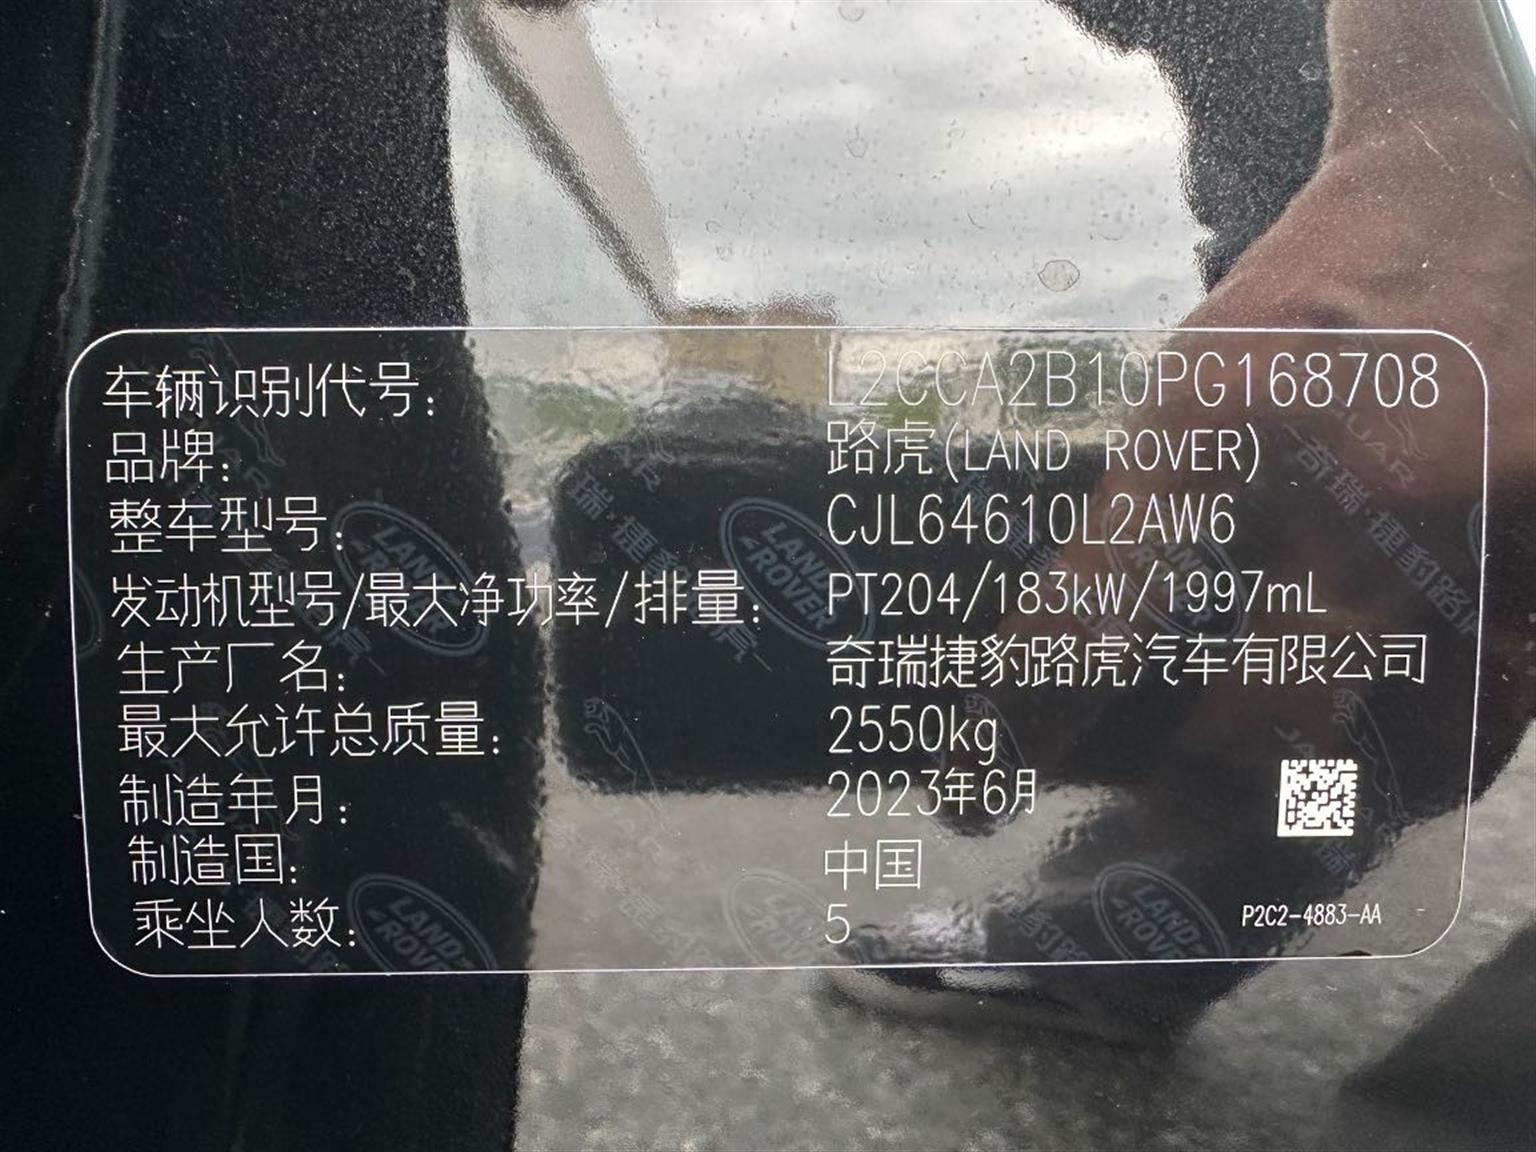 车辆识别代号: L2CCA2B10PG168708
品牌: 路虎(LAND ROVER)
整车型号: CJL64610L2AW6
发动机型号/最大净功率/排量: PT204/183kW/1997mL
生产厂名: 奇瑞捷豹路虎汽车有限公司
最大允许总质量: 2550kg
制造年月: 2023年6月
制造国: 中国
乘坐人数: 5
P2C2-4883-AA